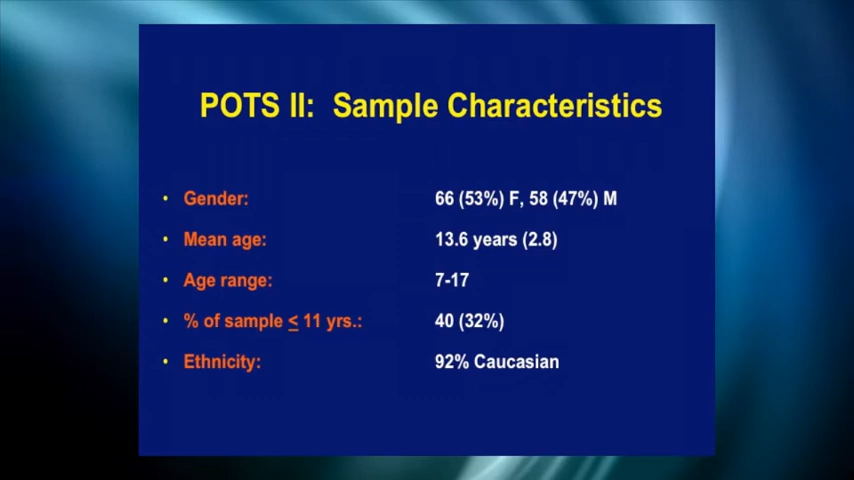 POTS II: Sample Characteristics
• Gender: 66 (53%) F, 58 (47%) M
• Mean age: 13.6 years (2.8)
• Age range: 7-17
• % of sample ≤ 11 yrs.: 40 (32%)
• Ethnicity: 92% Caucasian